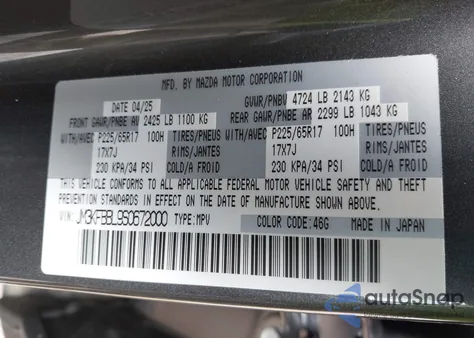 MFD. BY MAZDA MOTOR CORPORATION
DATE 04/25 GVWR/PNBV 4724 LB 2143 KG
FRONT GAWR/PNBE AV 2425 LB 1100 KG REAR GAWR/PNBE AR 2299 LB 1043 KG
WITH/AVEC P225/65R17 100H TIRES/PNEUS WITH/AVEC P225/65R17 100H TIRES/PNEUS
17X7J RIMS/JANTES 17X7J RIMS/JANTES
230 KPA/34 PSI COLD/A FROID 230 KPA/34 PSI COLD/A FROID
THIS VEHICLE CONFORMS TO ALL APPLICABLE FEDERAL MOTOR VEHICLE SAFETY AND THEFT
PREVENTION STANDARDS IN EFFECT ON THE DATE OF MANUFACTURE SHOWN ABOVE.
VIN: JM3KFBBL9S0672000 TYPE:MPV COLOR CODE:46G MADE IN JAPAN
autoSnap